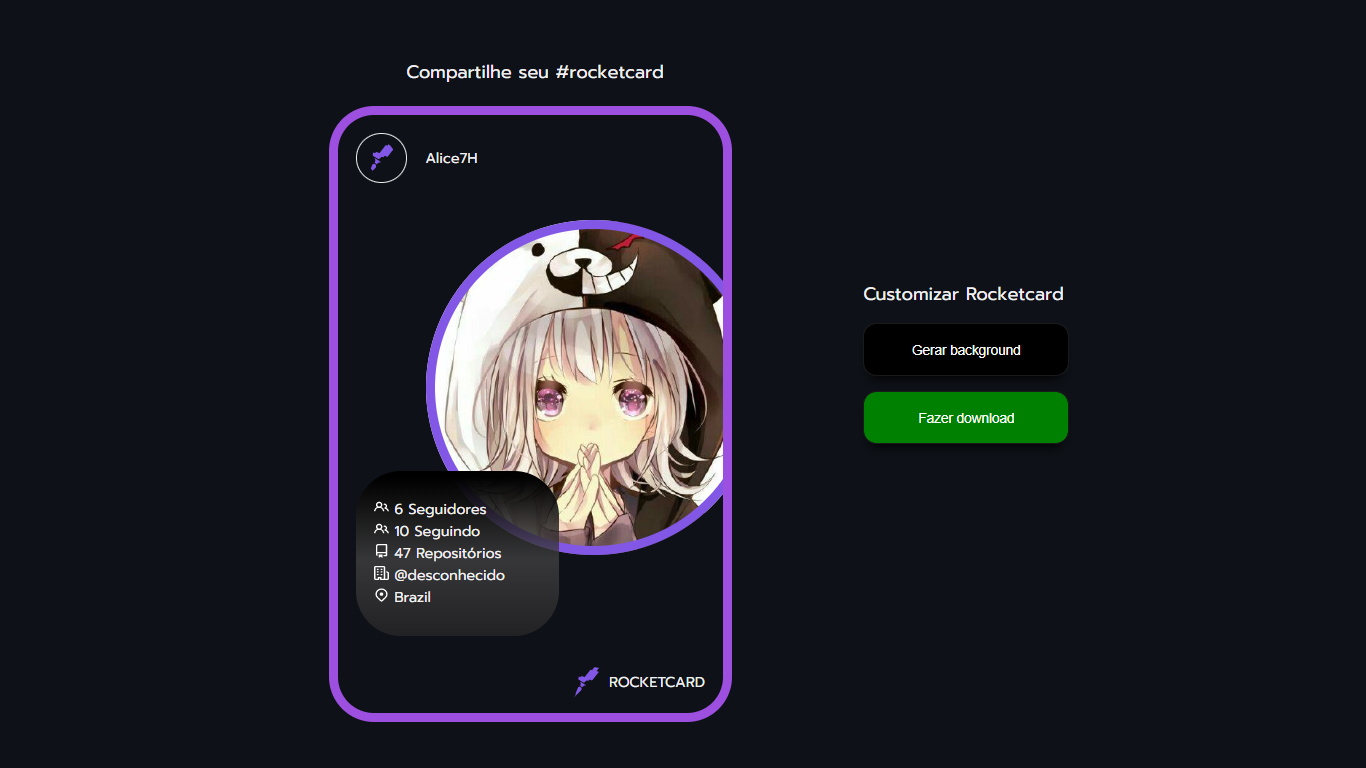 Compartilhe seu #rocketcard
Alice7H
6 Seguidores
10 Seguindo
47 Repositórios
@desconhecido
Brazil
ROCKETCARD
Customizar Rocketcard
Gerar background
Fazer download